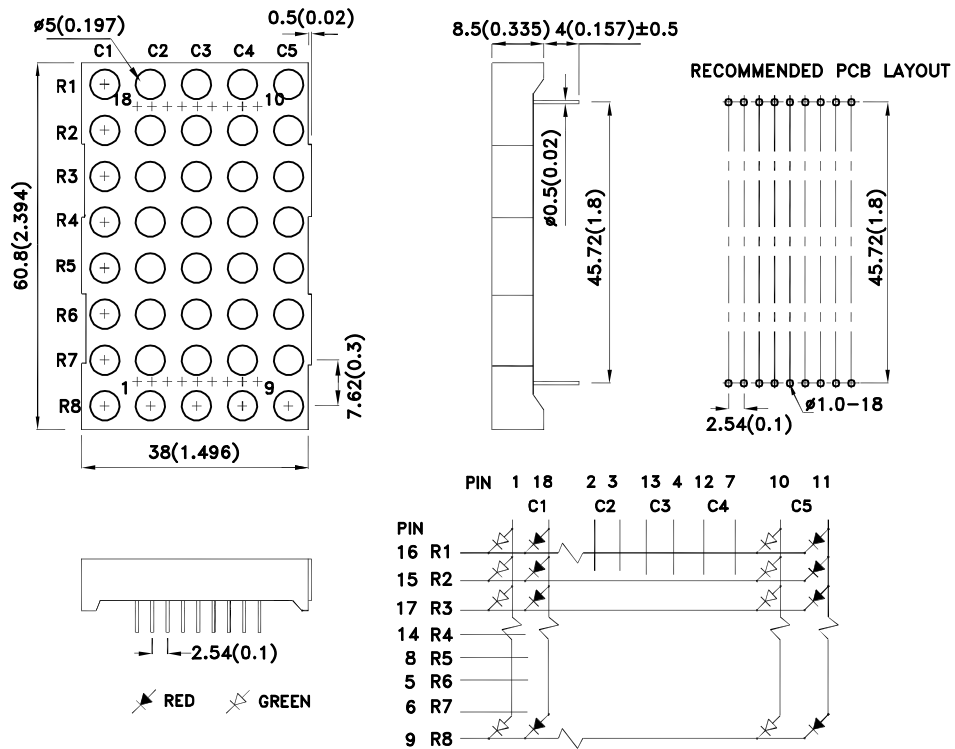 ø5(0.197)
0.5(0.02)
C1 C2 C3 C4 C5
R1
18 10
R2
R3
R4
R5
R6
R7
1 9
R8
60.8(2.394)
7.62(0.3)
38(1.496)
8.5(0.335) 4(0.157)±0.5
ø0.5(0.02)
45.72(1.8)
RECOMMENDED PCB LAYOUT
45.72(1.8)
ø1.0-18
2.54(0.1)
2.54(0.1)
RED GREEN
PIN 1 18 2 3 13 4 12 7 10 11
C1 C2 C3 C4 C5
PIN
16 R1
15 R2
17 R3
14 R4
8 R5
5 R6
6 R7
9 R8